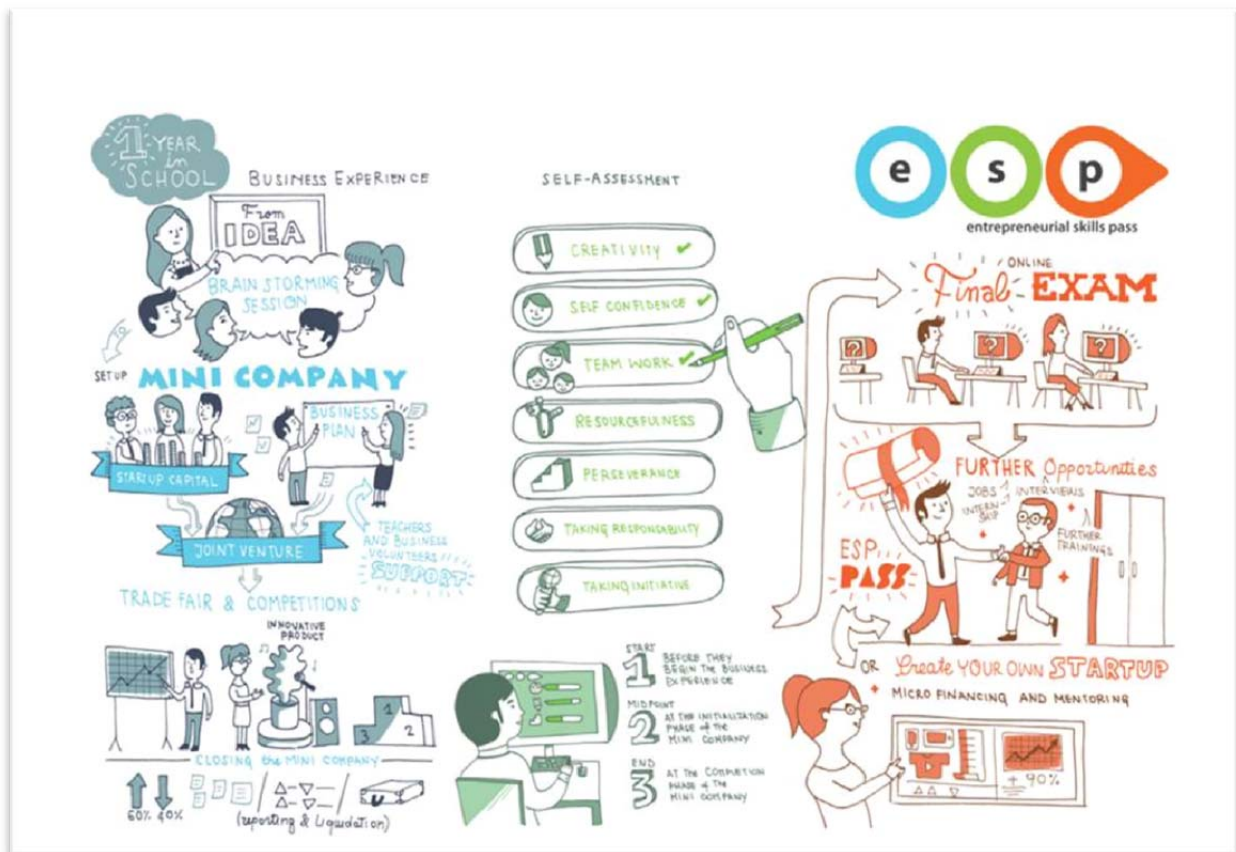 1 YEAR
in
SCHOOL
BUSINESS EXPERIENCE
From
IDEA
BRAIN STORMING
SESSION
TO
SET UP MINI COMPANY
BUSINESS
PLAN
STARTUP CAPITAL
JOINT VENTURE
TEACHERS
AND BUSINESS
VOLUNTEERS
SUPPORT
TRADE FAIR & COMPETITIONS
INNOVATIVE
PRODUCT
1
2
3
CLOSING the MINI COMPANY
60% 40%
(reporting & Liquidation)
SELF-ASSESSMENT
CREATIVITY
SELF CONFIDENCE
TEAM WORK
RESOURCEFULNESS
PERSEVERANCE
TAKING RESPONSABILITY
TAKING INITIATIVE
START
1 BEFORE THEY
BEGIN THE BUSINESS
EXPERIENCE
MIDPOINT
2 AT THE INITIALIZATION
PHASE of the
MINI COMPANY
END
3 AT THE COMPLETION
PHASE of the
MINI COMPANY
e s p
entrepreneurial skills pass
ONLINE
Final EXAM
? ? ?
FURTHER Opportunities
JOBS INTERVIEWS
INTERN-
SHIP
FURTHER
TRAININGS
ESP
PASS
OR Create YOUR OWN STARTUP
+ MICRO FINANCING AND MENTORING
+ 90%